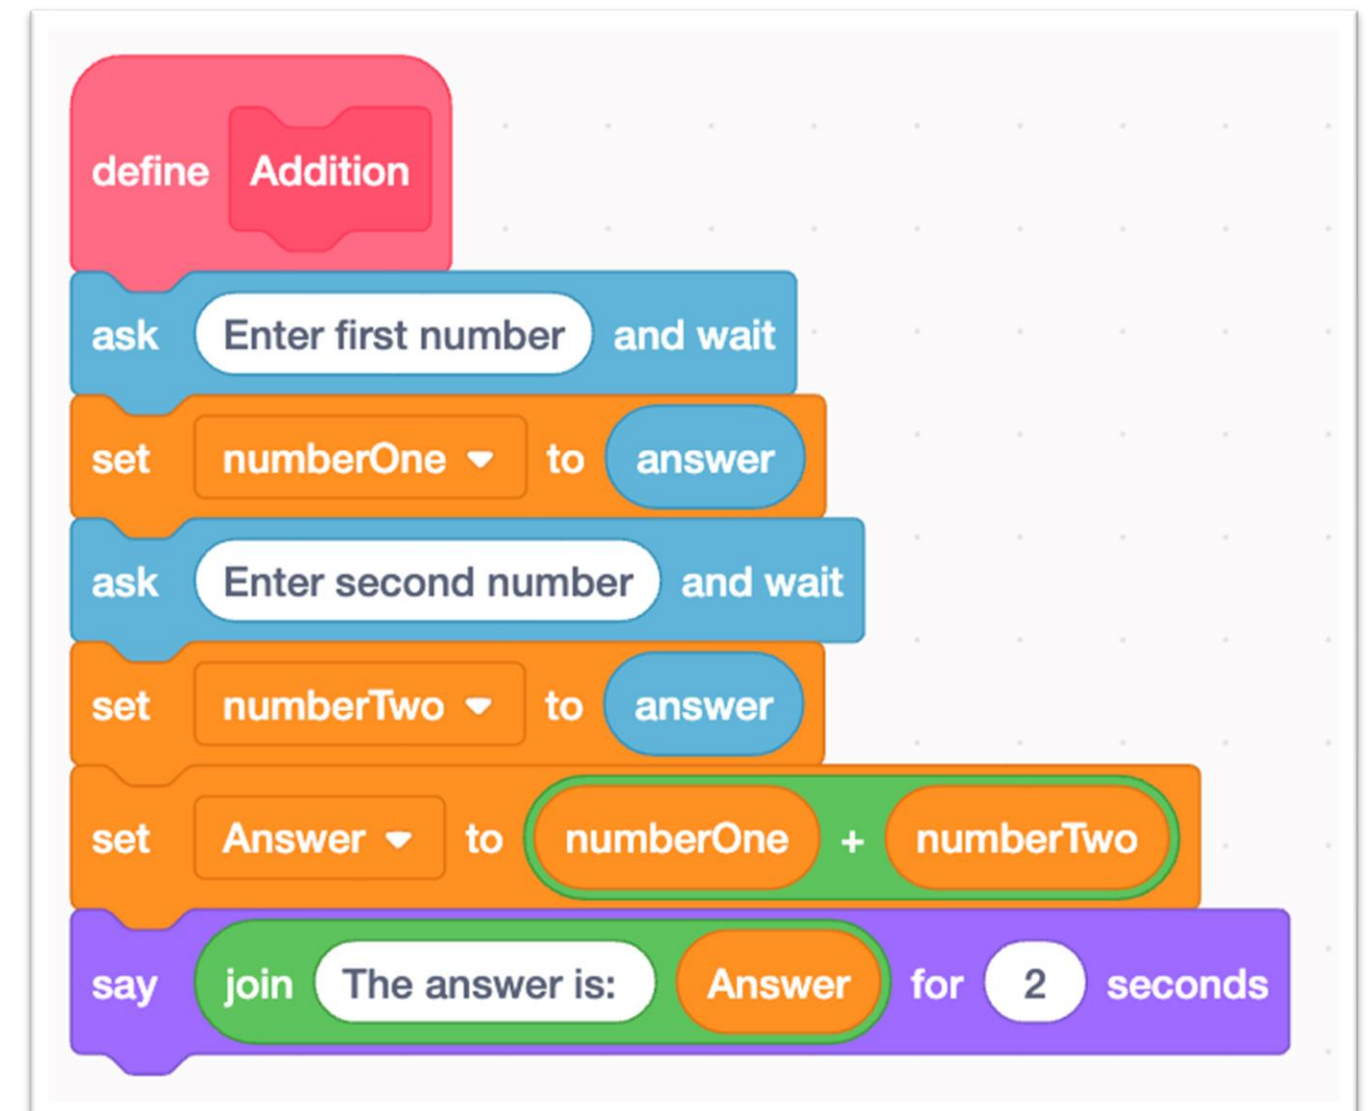 define Addition
ask Enter first number and wait
set numberOne to answer
ask Enter second number and wait
set numberTwo to answer
set Answer to numberOne + numberTwo
say join The answer is: Answer for 2 seconds